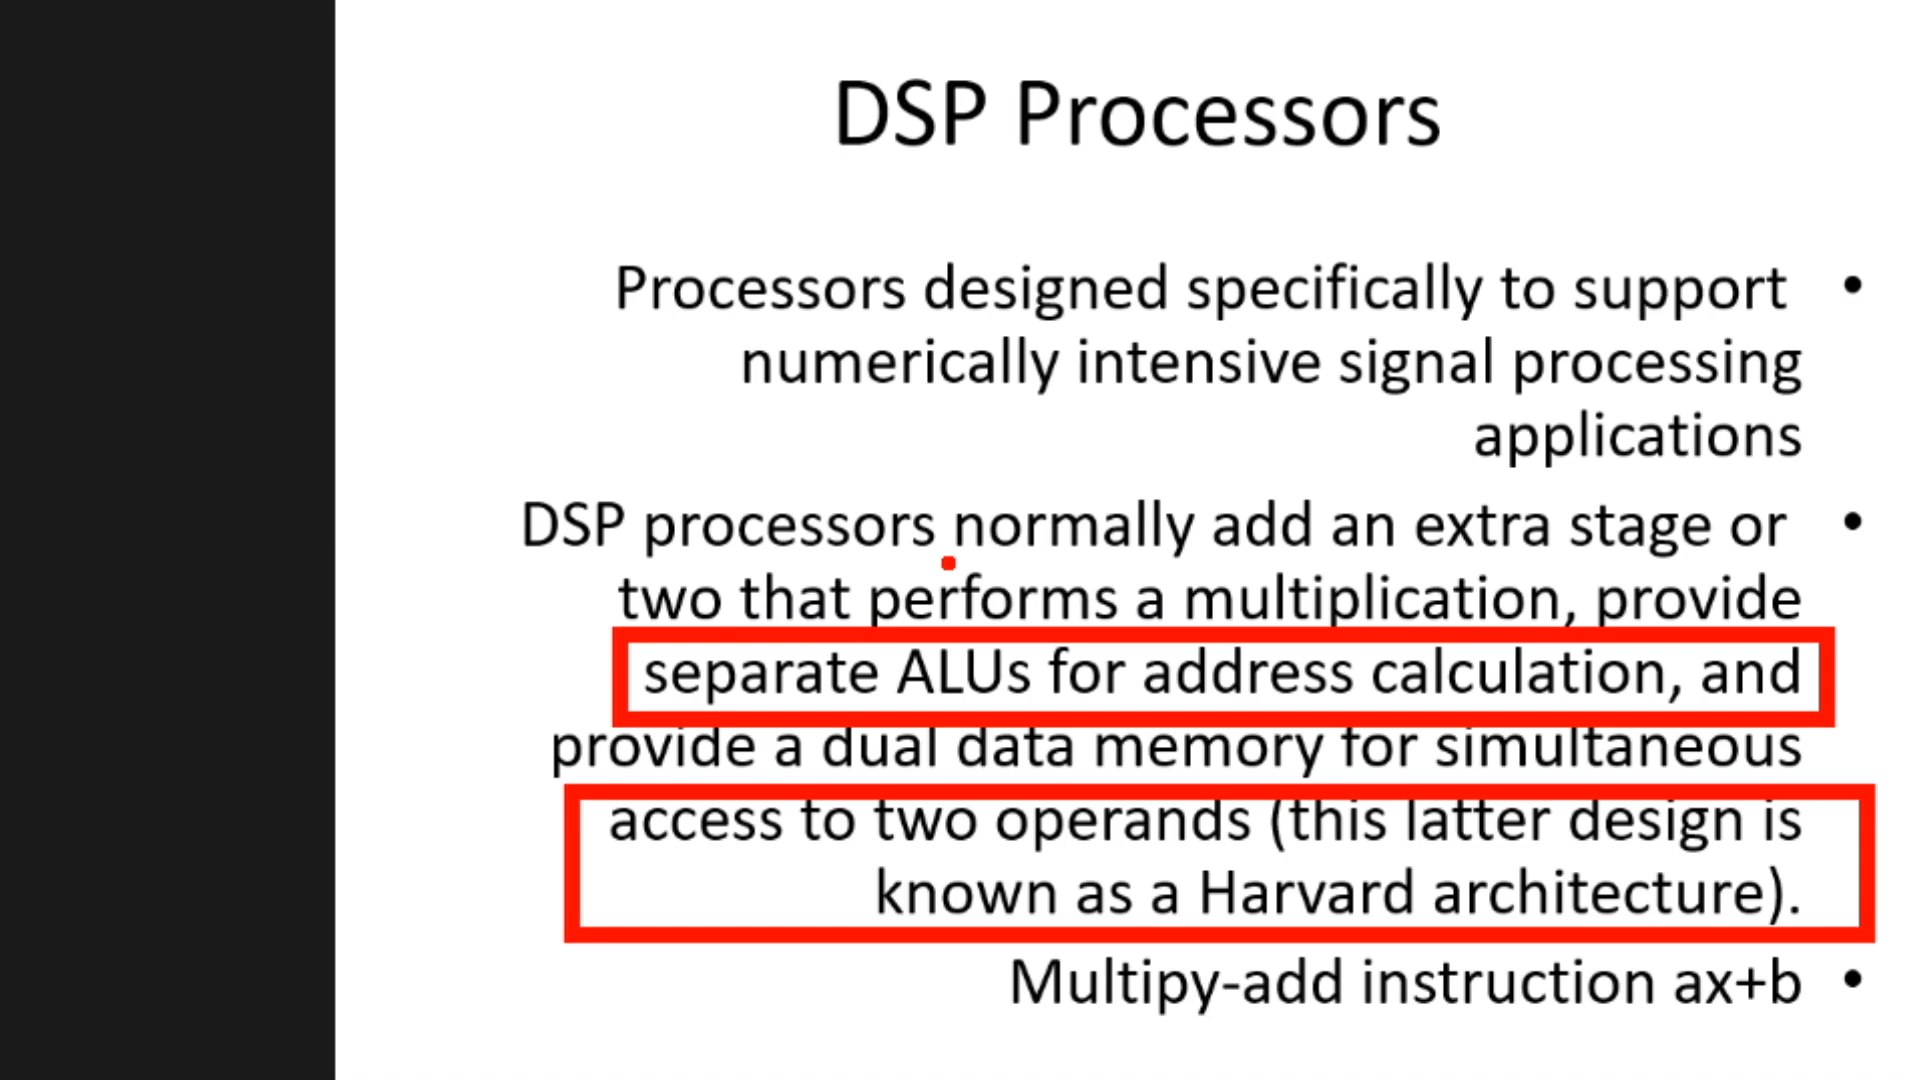 DSP Processors
• Processors designed specifically to support
numerically intensive signal processing
applications
• DSP processors normally add an extra stage or
two that performs a multiplication, provide
separate ALUs for address calculation, and
provide a dual data memory for simultaneous
access to two operands (this latter design is
known as a Harvard architecture).
• Multipy-add instruction ax+b